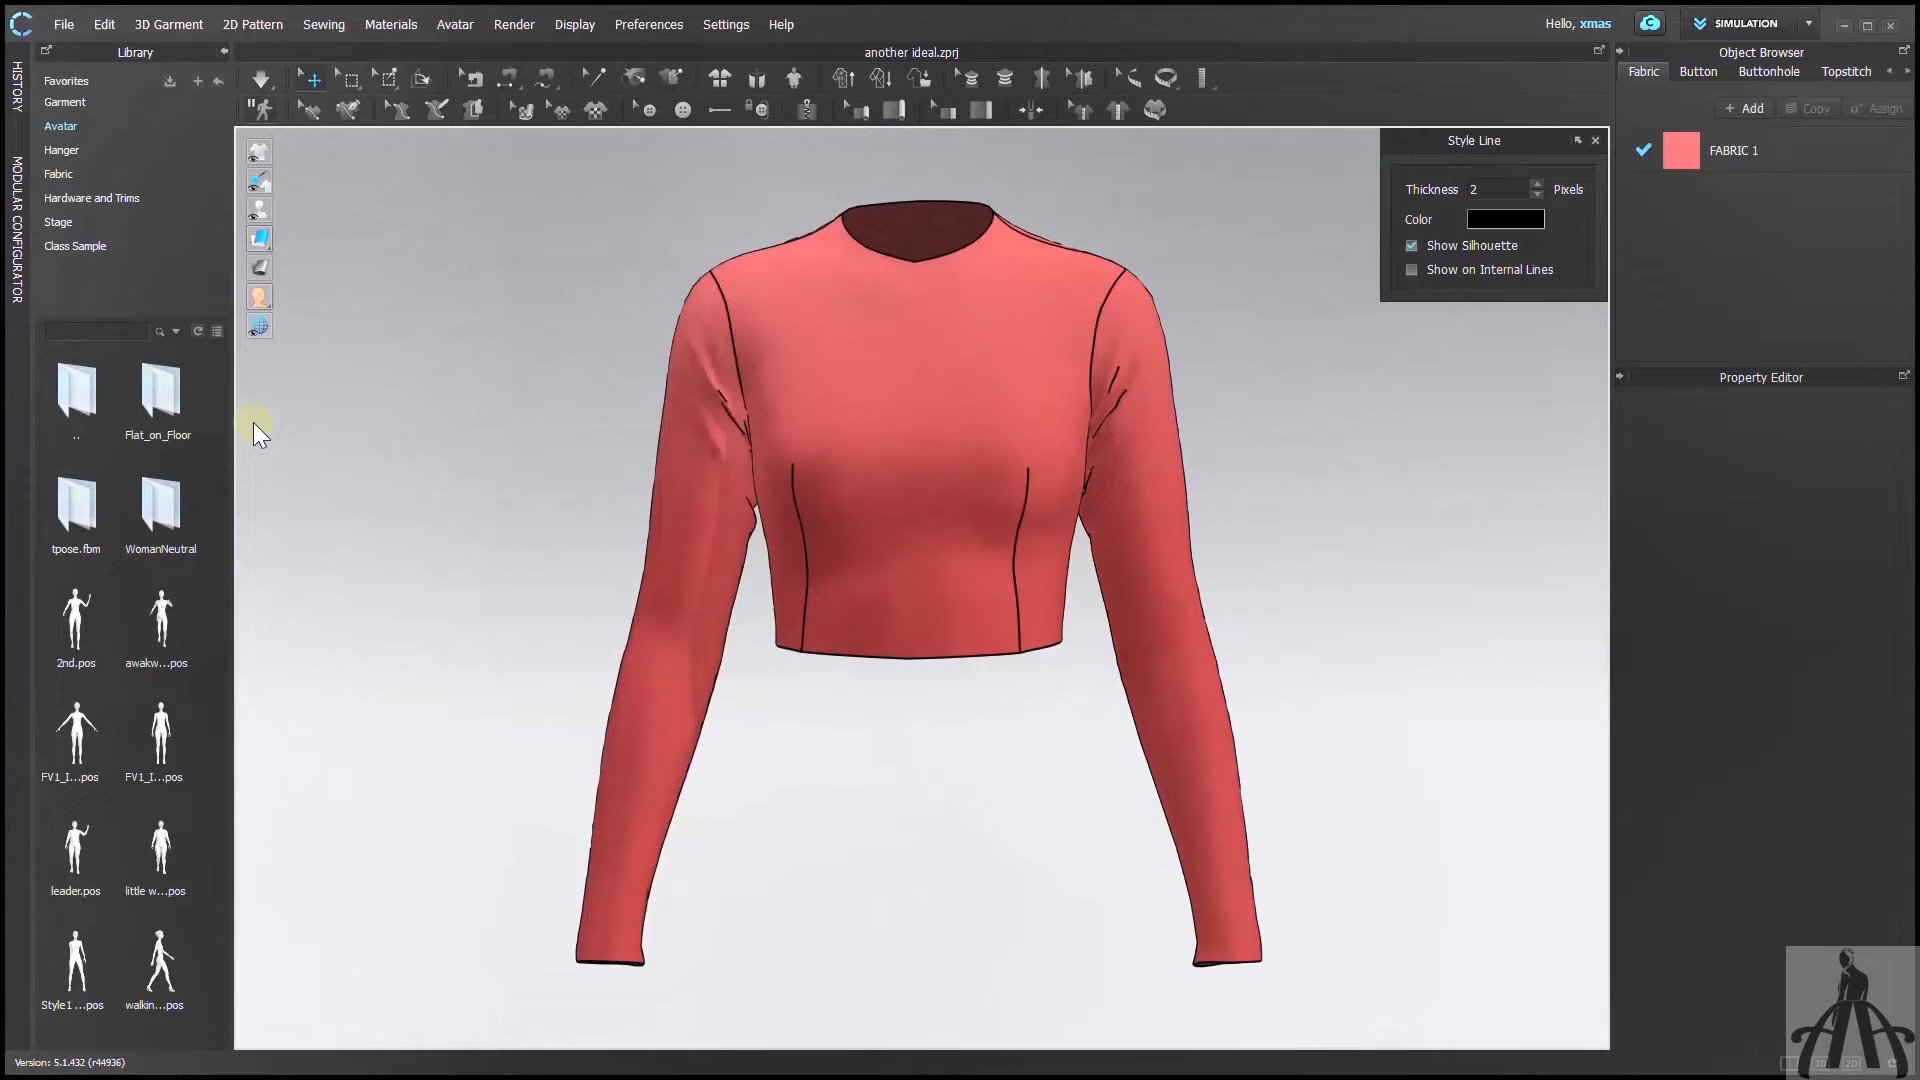 File Edit 3D Garment 2D Pattern Sewing Materials Avatar Render Display Preferences Settings Help
Hello, xmas
SIMULATION
Library
another ideal.zprj
Object Browser
HISTORY
MODULAR CONFIGURATOR
Favorites
Garment
Avatar
Hanger
Fabric
Hardware and Trims
Stage
Class Sample
..
Flat_on_Floor
tpose.fbm
WomanNeutral
2nd.pos
awakw...pos
FV1_I...pos
FV1_I...pos
leader.pos
little w...pos
Style1 ...pos
walkin...pos
Style Line
Thickness 2 Pixels
Color
Show Silhouette
Show on Internal Lines
Fabric Button Buttonhole Topstitch
+ Add Copy Assign
FABRIC 1
Property Editor
Version: 5.1.432 (r44936)
3D 2D